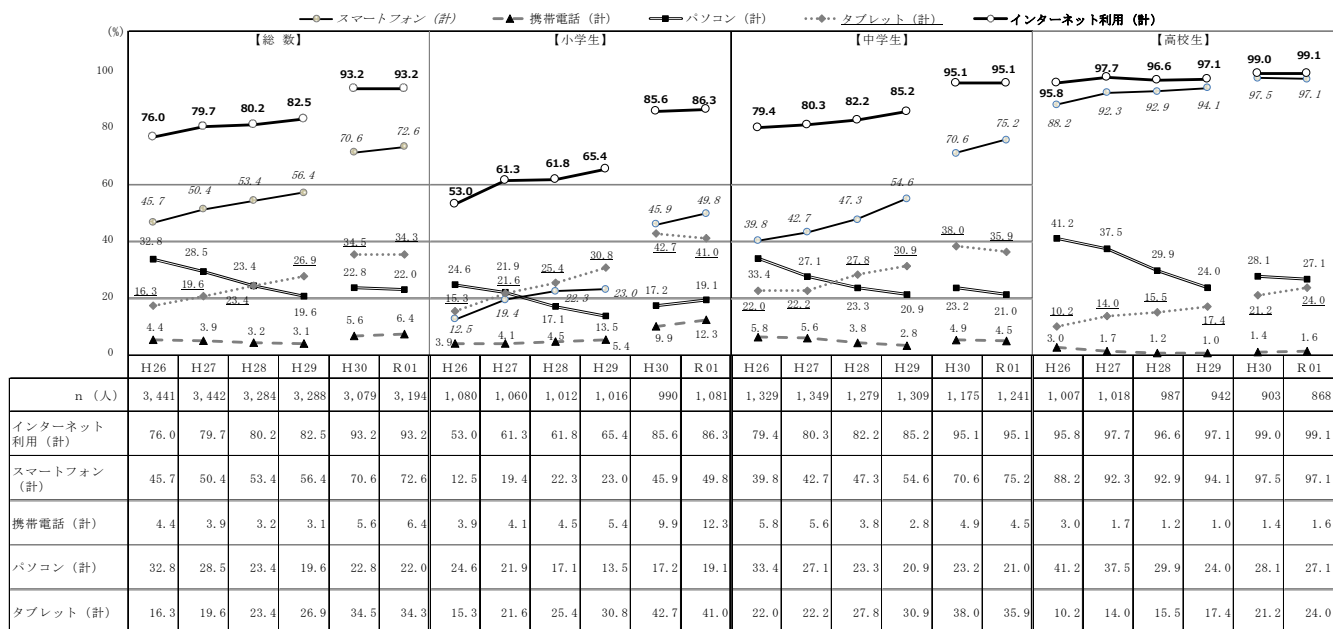 スマートフォン（計） 携帯電話（計） パソコン（計） タブレット（計） インターネット利用（計）
(%) 【総 数】 【小学生】 【中学生】 【高校生】
100
80
60
40
20
0
76.0 79.7 80.2 82.5 93.2 93.2
45.7 50.4 53.4 56.4 70.6 72.6
32.8 28.5 23.4 19.6 22.8 22.0
16.3 19.6 23.4 26.9 34.5 34.3
4.4 3.9 3.2 3.1 5.6 6.4
53.0 61.3 61.8 65.4 85.6 86.3
12.5 19.4 22.3 23.0 45.9 49.8
24.6 21.9 17.1 13.5 17.2 19.1
15.3 21.6 25.4 30.8 42.7 41.0
3.9 4.1 4.5 5.4 9.9 12.3
79.4 80.3 82.2 85.2 95.1 95.1
39.8 42.7 47.3 54.6 70.6 75.2
33.4 27.1 23.3 20.9 23.2 21.0
22.0 22.2 27.8 30.9 38.0 35.9
5.8 5.6 3.8 2.8 4.9 4.5
95.8 97.7 96.6 97.1 99.0 99.1
88.2 92.3 92.9 94.1 97.5 97.1
41.2 37.5 29.9 24.0 28.1 27.1
10.2 14.0 15.5 17.4 21.2 24.0
3.0 1.7 1.2 1.0 1.4 1.6
H26 H27 H28 H29 H30 R01 H26 H27 H28 H29 H30 R01 H26 H27 H28 H29 H30 R01 H26 H27 H28 H29 H30 R01
n（人） 3,441 3,442 3,284 3,288 3,079 3,194 1,080 1,060 1,012 1,016 990 1,081 1,329 1,349 1,279 1,309 1,175 1,241 1,007 1,018 987 942 903 868
インターネット
利用（計） 76.0 79.7 80.2 82.5 93.2 93.2 53.0 61.3 61.8 65.4 85.6 86.3 79.4 80.3 82.2 85.2 95.1 95.1 95.8 97.7 96.6 97.1 99.0 99.1
スマートフォン
（計） 45.7 50.4 53.4 56.4 70.6 72.6 12.5 19.4 22.3 23.0 45.9 49.8 39.8 42.7 47.3 54.6 70.6 75.2 88.2 92.3 92.9 94.1 97.5 97.1
携帯電話（計） 4.4 3.9 3.2 3.1 5.6 6.4 3.9 4.1 4.5 5.4 9.9 12.3 5.8 5.6 3.8 2.8 4.9 4.5 3.0 1.7 1.2 1.0 1.4 1.6
パソコン（計） 32.8 28.5 23.4 19.6 22.8 22.0 24.6 21.9 17.1 13.5 17.2 19.1 33.4 27.1 23.3 20.9 23.2 21.0 41.2 37.5 29.9 24.0 28.1 27.1
タブレット（計） 16.3 19.6 23.4 26.9 34.5 34.3 15.3 21.6 25.4 30.8 42.7 41.0 22.0 22.2 27.8 30.9 38.0 35.9 10.2 14.0 15.5 17.4 21.2 24.0